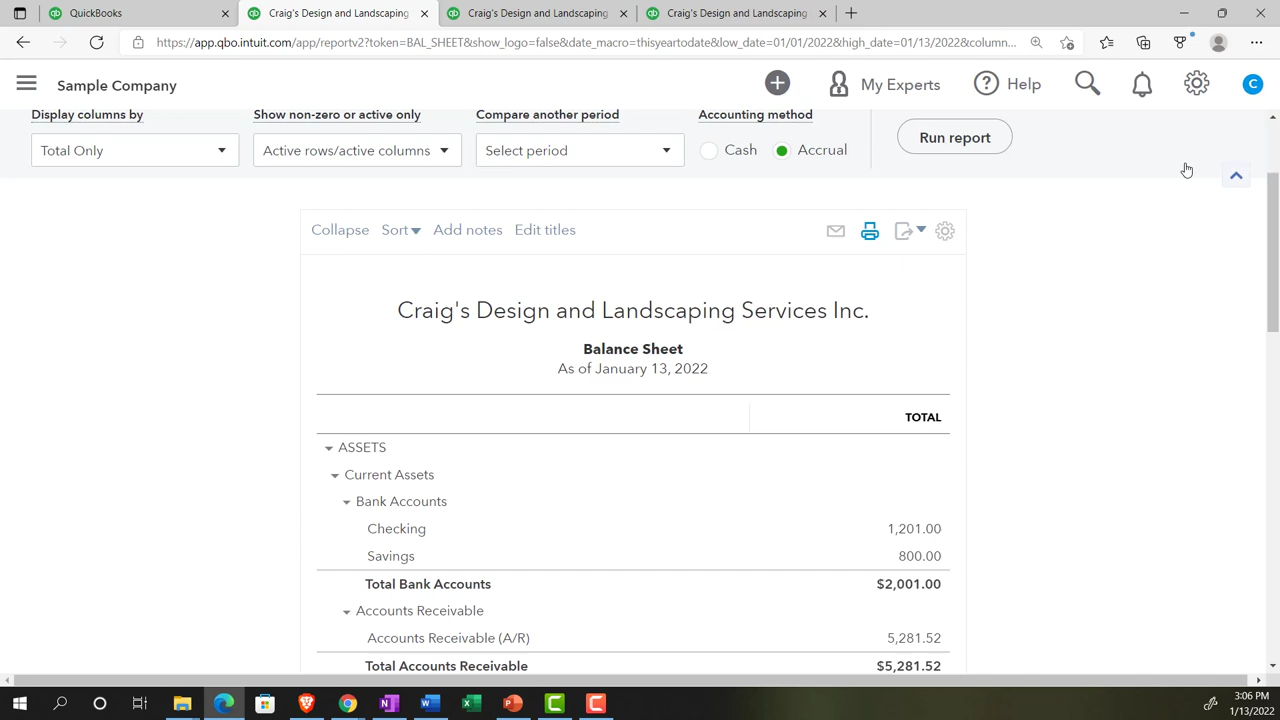 QuickBooks
Craig's Design and Landscaping
Craig's Design and Landscaping S
Craig's Design and Landscaping S
https://app.qbo.intuit.com/app/reportv2?token=BAL_SHEET&show_logo=false&date_macro=thisyeartodate&low_date=01/01/2022&high_date=01/13/2022&column...
Sample Company
My Experts
Help
C
Display columns by
Show non-zero or active only
Compare another period
Accounting method
Total Only
Active rows/active columns
Select period
Cash
Accrual
Run report
Collapse
Sort
Add notes
Edit titles
Craig's Design and Landscaping Services Inc.
Balance Sheet
As of January 13, 2022
TOTAL
ASSETS
Current Assets
Bank Accounts
Checking 1,201.00
Savings 800.00
Total Bank Accounts $2,001.00
Accounts Receivable
Accounts Receivable (A/R) 5,281.52
Total Accounts Receivable $5,281.52
3:06 PM
1/13/2022